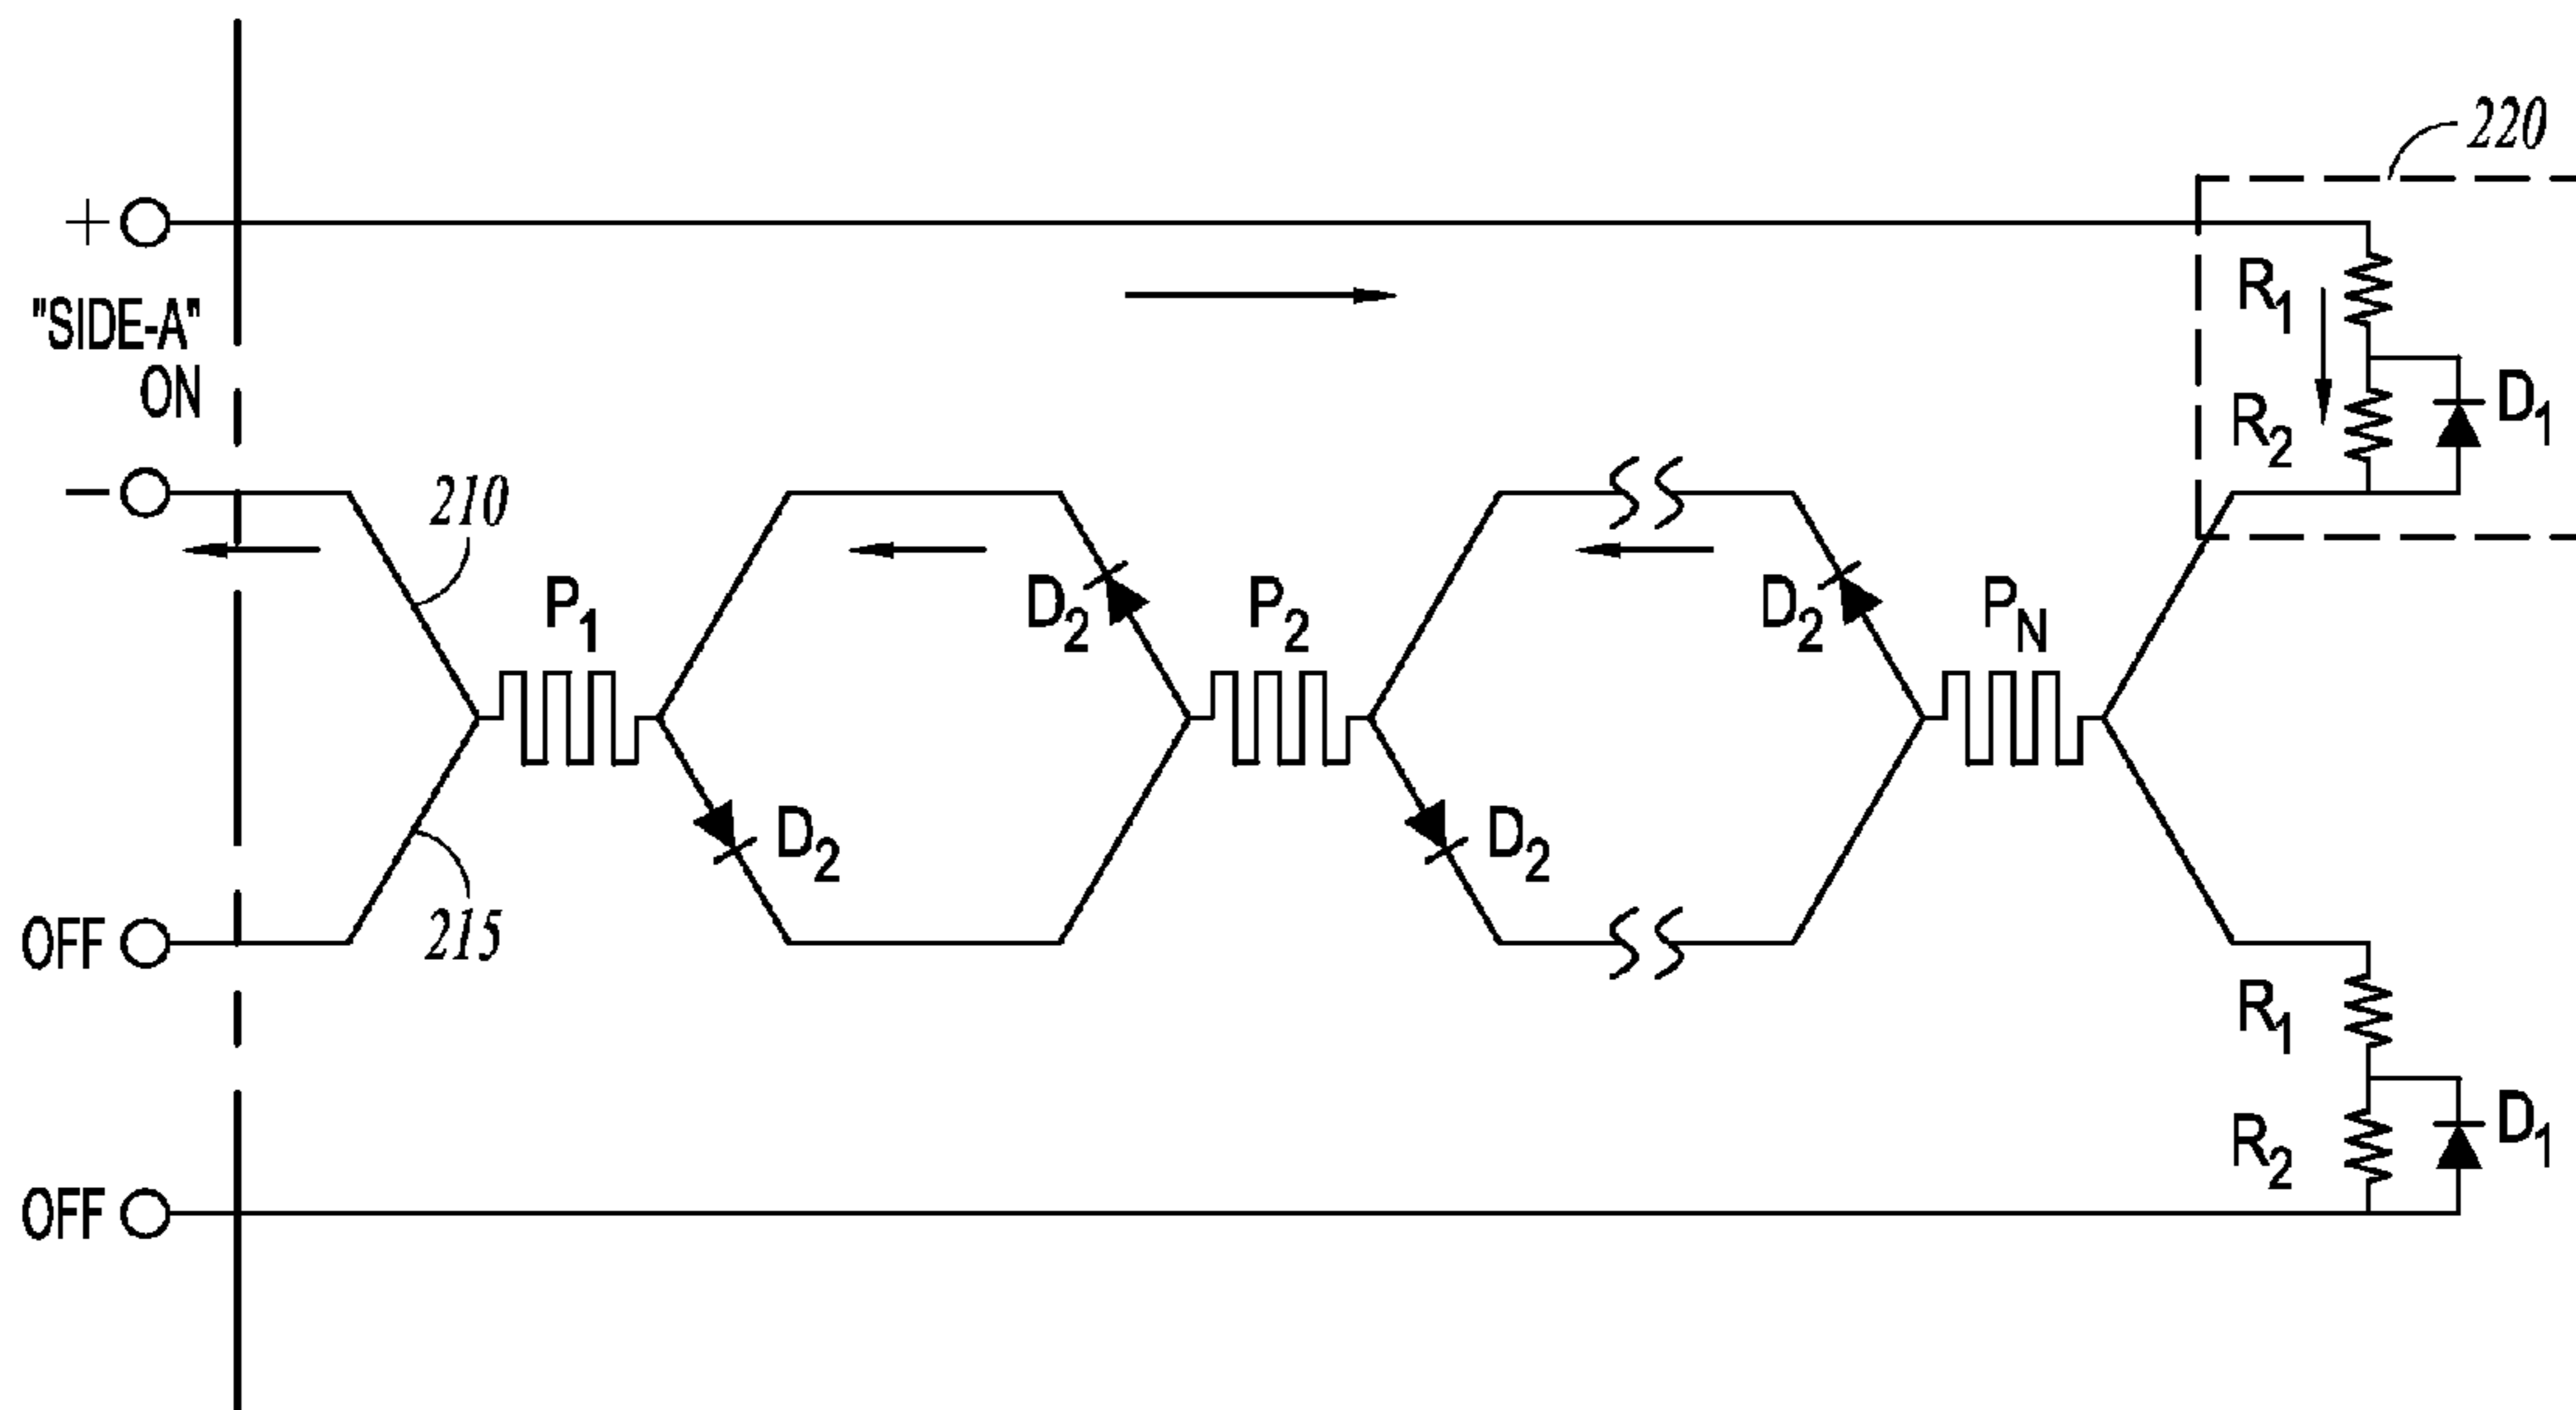 220
+
"SIDE-A"
ON
R1
R2
D1
−
210
P1
D2
P2
D2
PN
D2
D2
OFF
215
R1
R2
D1
OFF